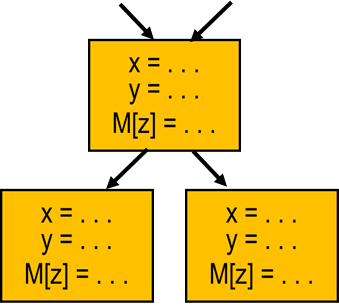 x = . . .
y = . . .
M[z] = . . .
x = . . .
y = . . .
M[z] = . . .
x = . . .
y = . . .
M[z] = . . .